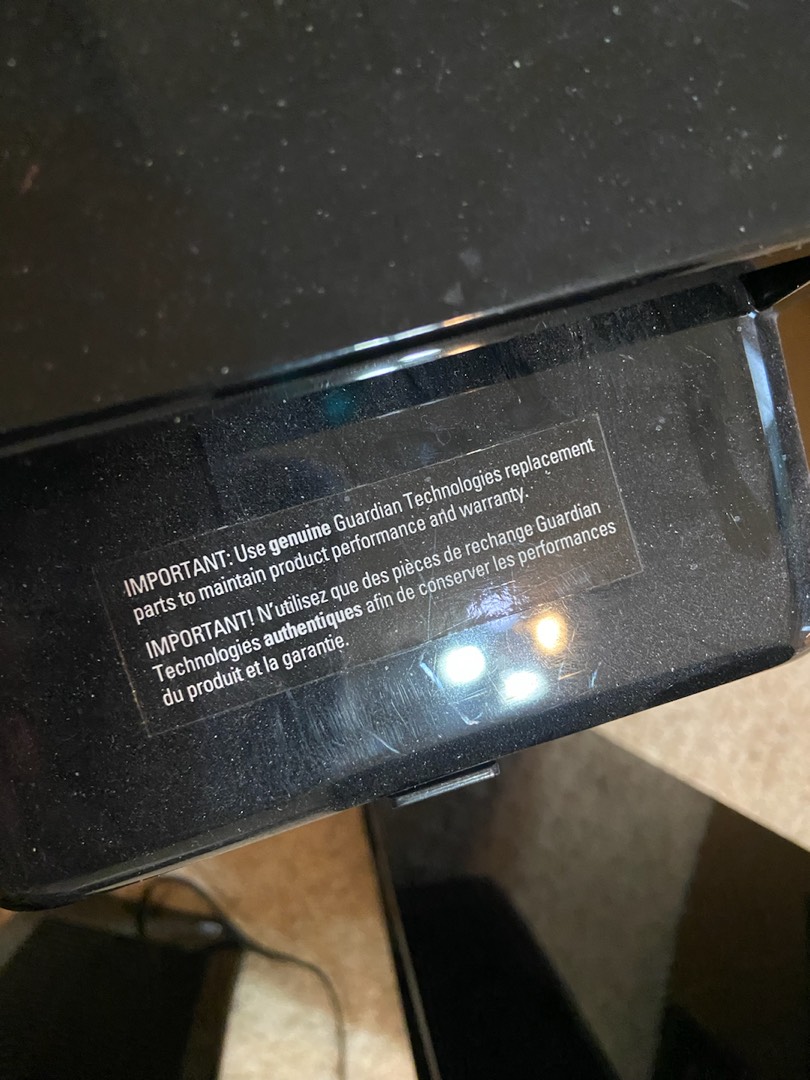 IMPORTANT: Use genuine Guardian Technologies replacement
parts to maintain product performance and warranty.
IMPORTANT! N'utilisez que des pièces de rechange Guardian
Technologies authentiques afin de conserver les performances
du produit et la garantie.